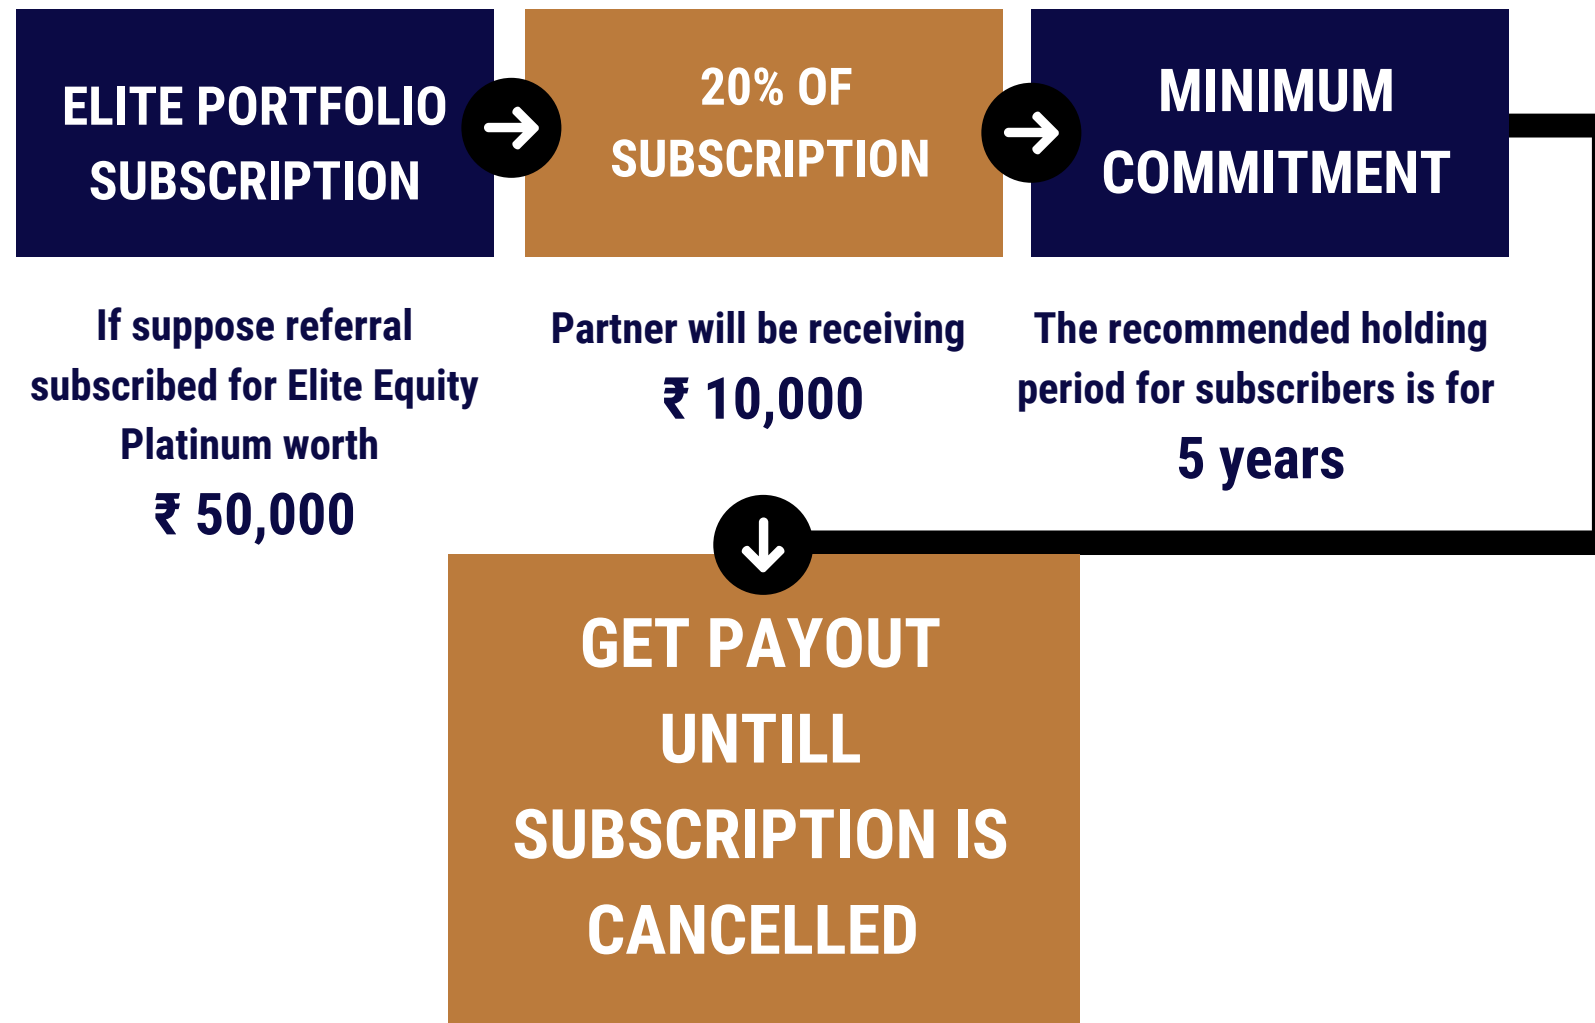 ELITE PORTFOLIO
SUBSCRIPTION
If suppose referral
subscribed for Elite Equity
Platinum worth
₹ 50,000
20% OF
SUBSCRIPTION
Partner will be receiving
₹ 10,000
MINIMUM
COMMITMENT
The recommended holding
period for subscribers is for
5 years
GET PAYOUT
UNTILL
SUBSCRIPTION IS
CANCELLED